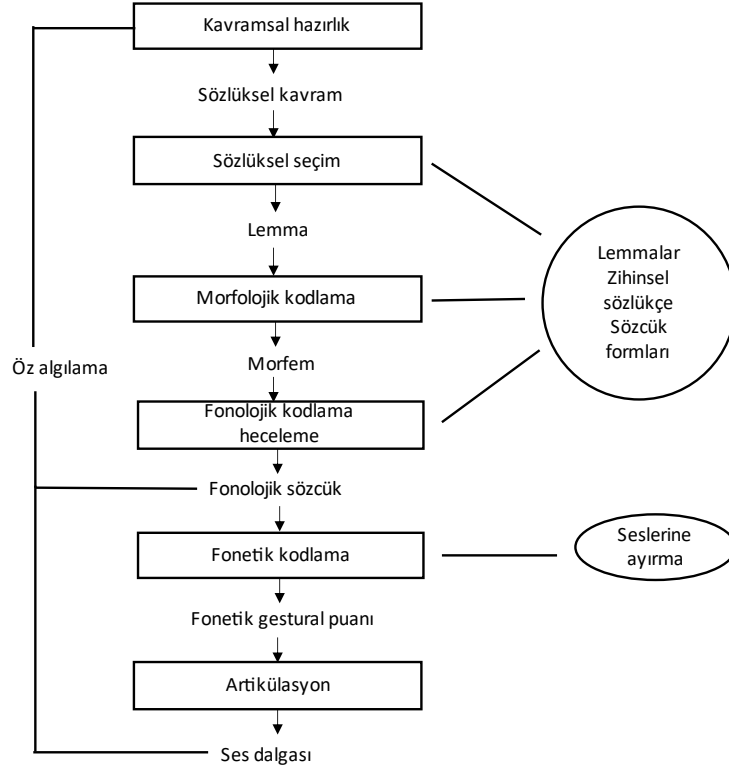 Kavramsal hazırlık
Sözlüksel kavram
Sözlüksel seçim
Lemma
Morfolojik kodlama
Morfem
Fonolojik kodlama
heceleme
Fonolojik sözcük
Fonetik kodlama
Fonetik gestural puanı
Artikülasyon
Ses dalgası
Öz algılama
Lemmalar
Zihinsel
sözlükçe
Sözcük
formları
Seslerine
ayırma